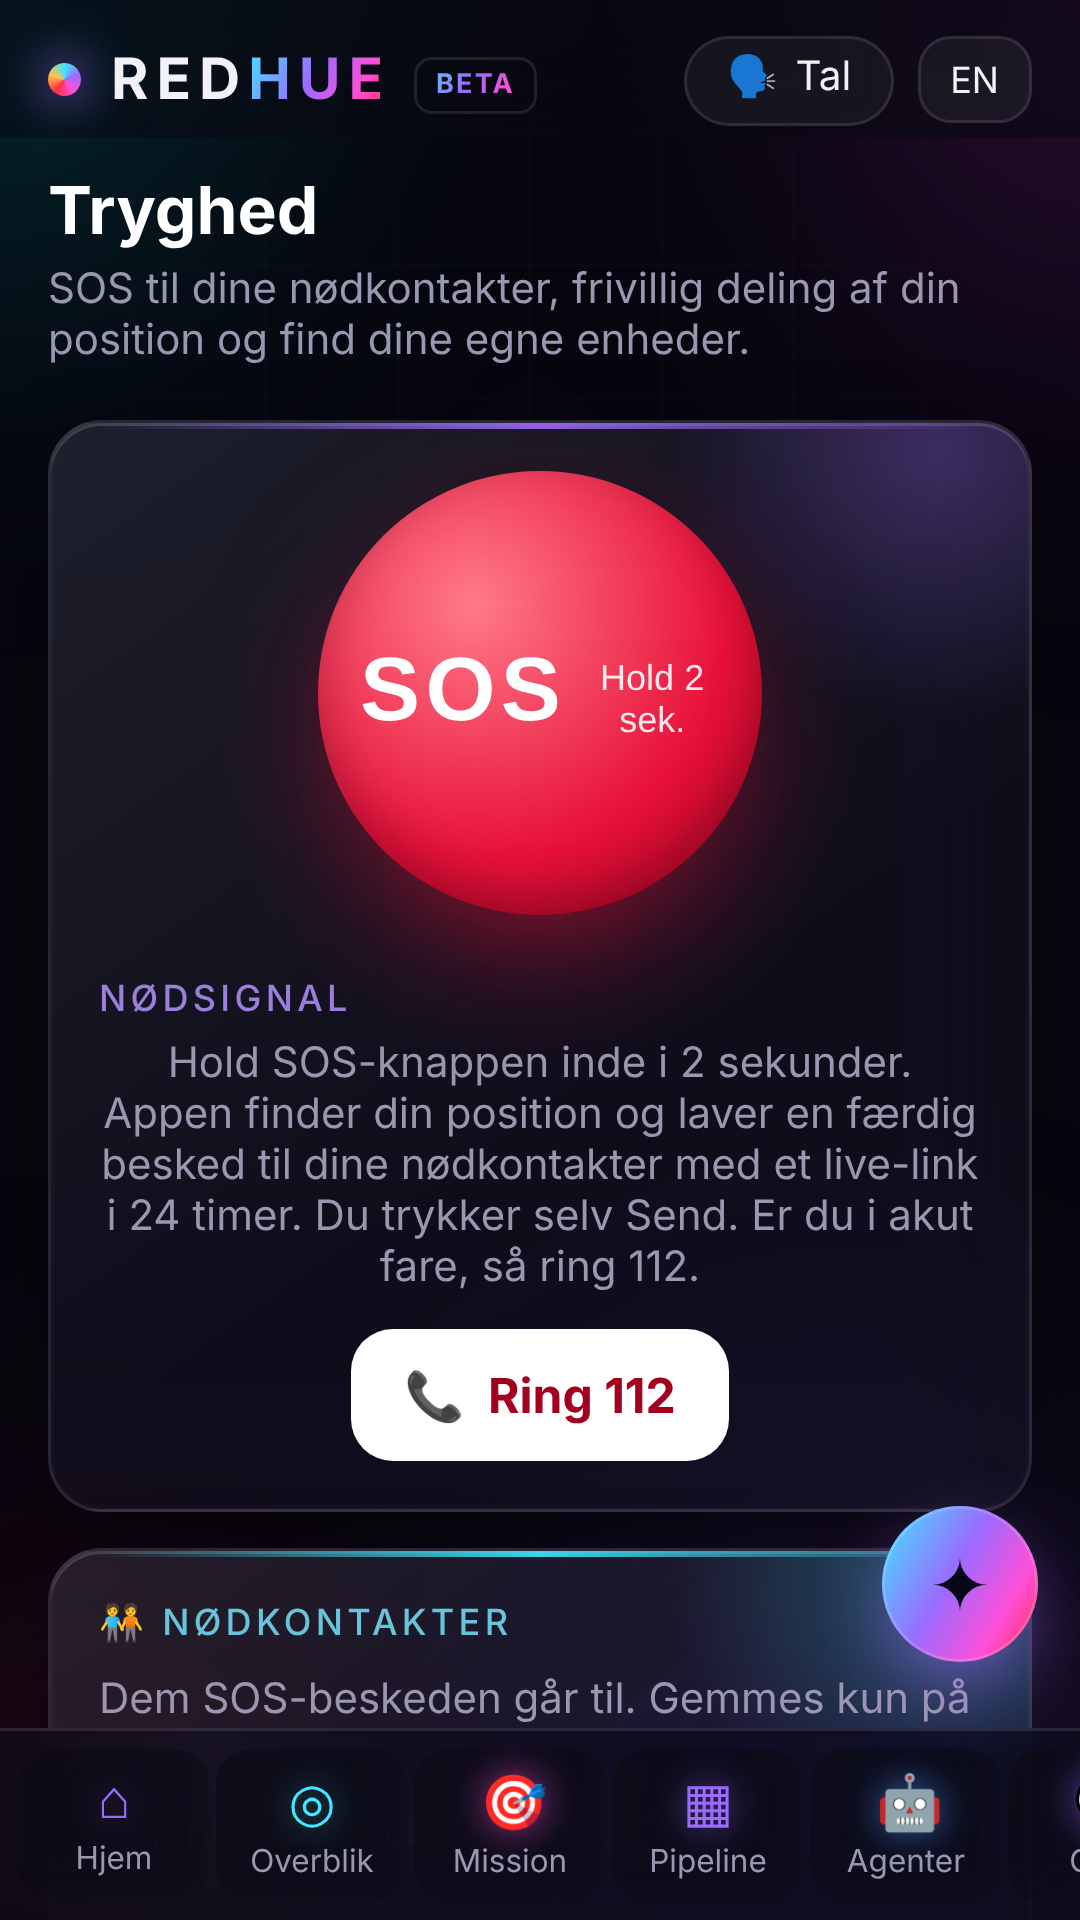 REDHUE BETA
Tal
EN
Tryghed
SOS til dine nødkontakter, frivillig deling af din
position og find dine egne enheder.
SOS
Hold 2
sek.
NØDSIGNAL
Hold SOS-knappen inde i 2 sekunder.
Appen finder din position og laver en færdig
besked til dine nødkontakter med et live-link
i 24 timer. Du trykker selv Send. Er du i akut
fare, så ring 112.
Ring 112
NØDKONTAKTER
Dem SOS-beskeden går til. Gemmes kun på
Hjem
Overblik
Mission
Pipeline
Agenter